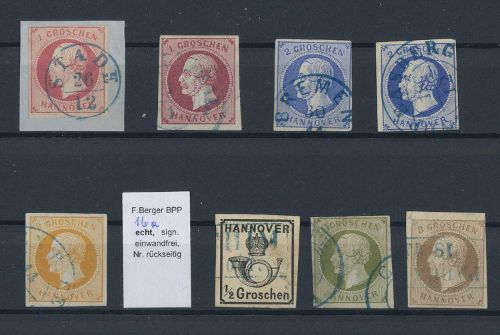 1 GROSCHEN
STADE
26
12
HANNOVER
1 GROSCHEN
HANNOVER
2 GROSCHEN
BREMEN
HANNOVER
2 GROSCHEN
HANNOVER
3 GROSCHEN
HANNOVER
F.Berger BPP
16a
echt, sign.
einwandfrei,
Nr. rückseitig
HANNOVER
1/2 Groschen
GROSCHEN
HANNOVER
3 GROSCHEN
HANNOVER